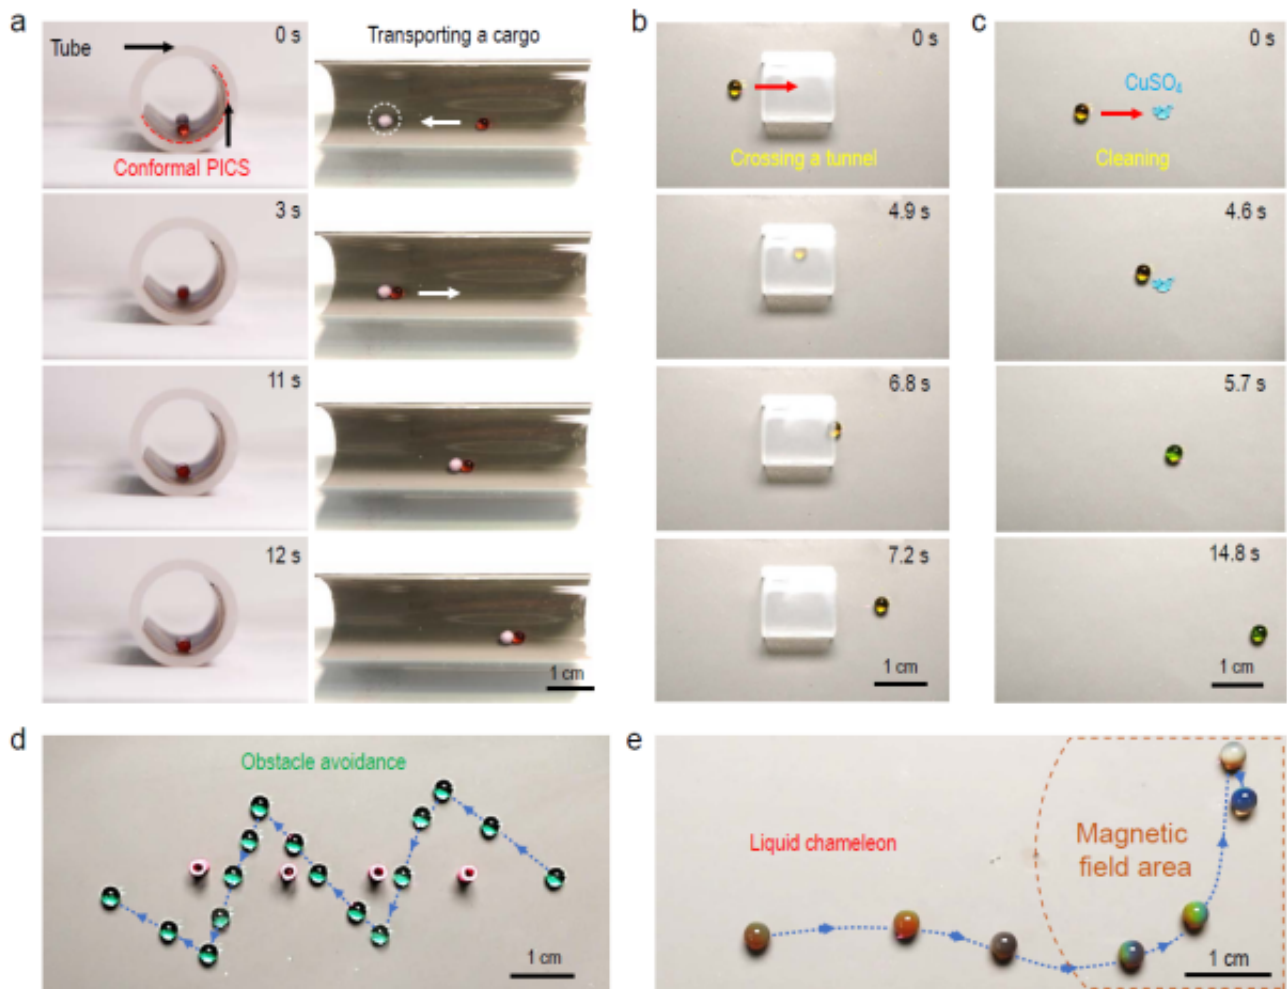 a
Tube
0 s
Conformal PICS
Transporting a cargo
3 s
11 s
12 s
1 cm
b
0 s
Crossing a tunnel
4.9 s
6.8 s
7.2 s
1 cm
c
0 s
CuSO₄
Cleaning
4.6 s
5.7 s
14.8 s
1 cm
d
Obstacle avoidance
1 cm
e
Liquid chameleon
Magnetic
field area
1 cm